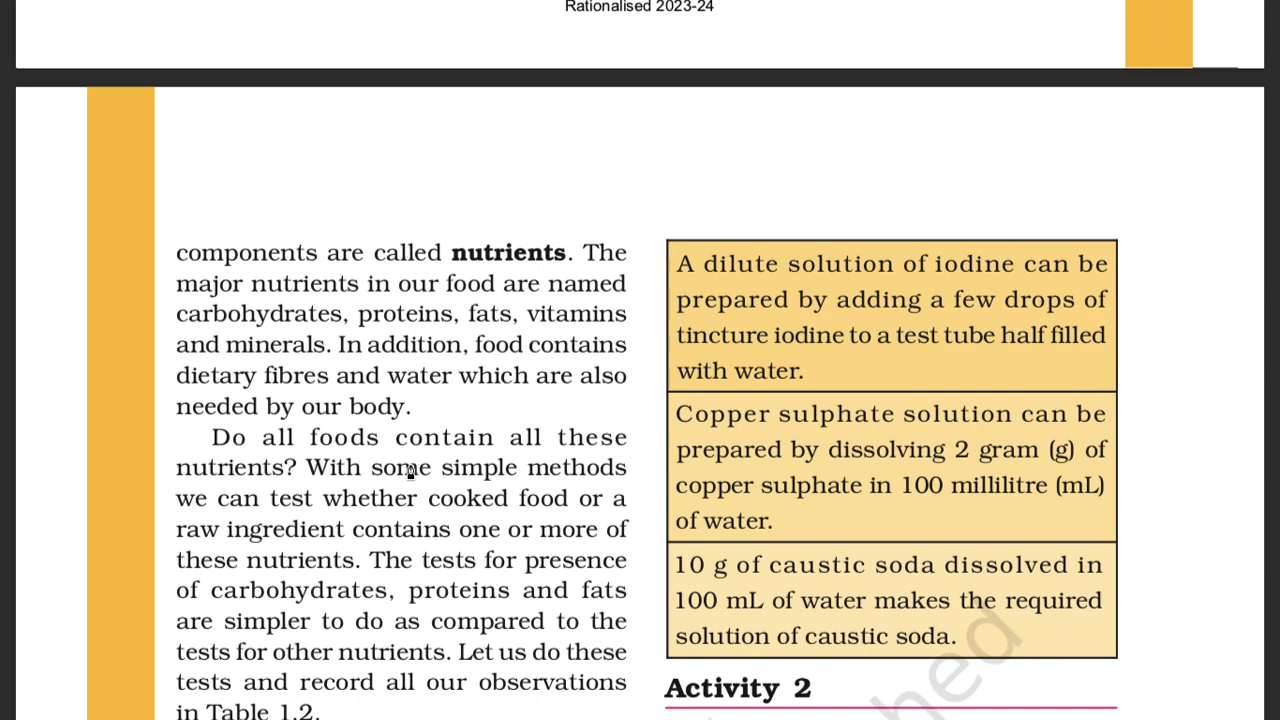 Rationalised 2023-24
components are called nutrients. The
major nutrients in our food are named
carbohydrates, proteins, fats, vitamins
and minerals. In addition, food contains
dietary fibres and water which are also
needed by our body.
Do all foods contain all these
nutrients? With some simple methods
we can test whether cooked food or a
raw ingredient contains one or more of
these nutrients. The tests for presence
of carbohydrates, proteins and fats
are simpler to do as compared to the
tests for other nutrients. Let us do these
tests and record all our observations
in Table 1.2.
A dilute solution of iodine can be
prepared by adding a few drops of
tincture iodine to a test tube half filled
with water.
Copper sulphate solution can be
prepared by dissolving 2 gram (g) of
copper sulphate in 100 millilitre (mL)
of water.
10 g of caustic soda dissolved in
100 mL of water makes the required
solution of caustic soda.
Activity 2